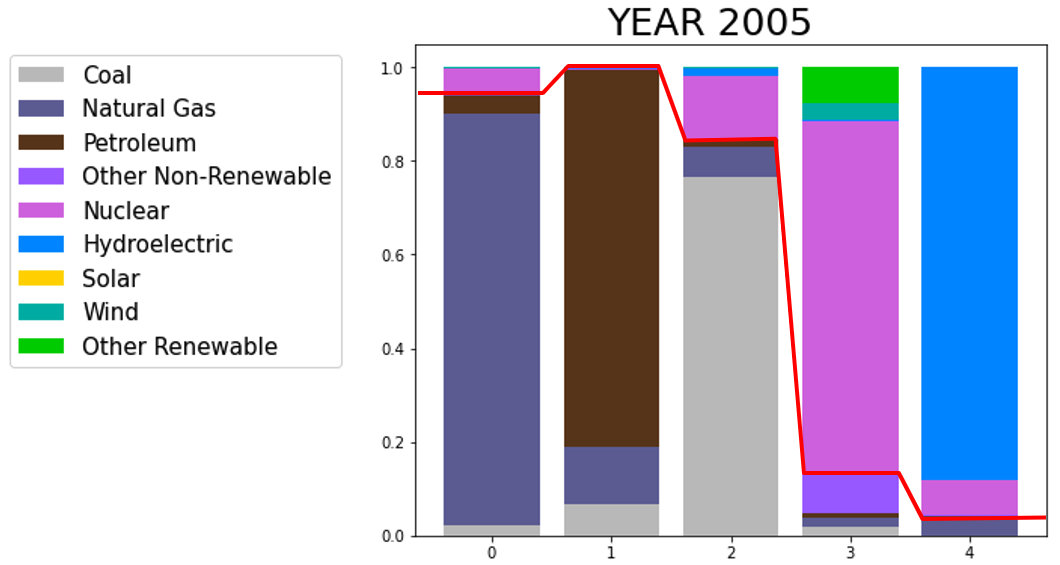 YEAR 2005
Coal
Natural Gas
Petroleum
Other Non-Renewable
Nuclear
Hydroelectric
Solar
Wind
Other Renewable
1.0
0.8
0.6
0.4
0.2
0.0
0 1 2 3 4